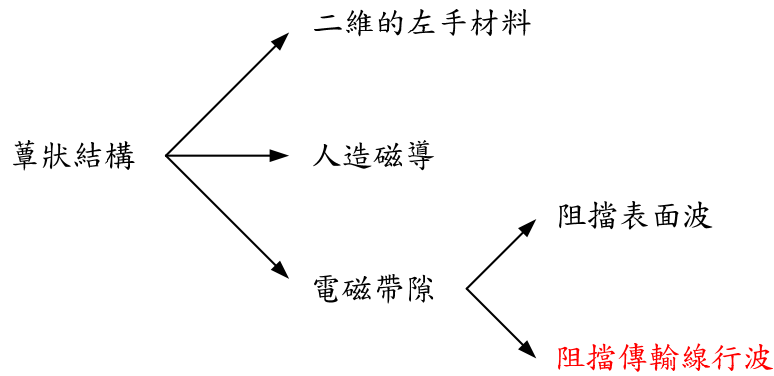 二維的左手材料
蕈狀結構
人造磁導
阻擋表面波
電磁帶隙
阻擋傳輸線行波